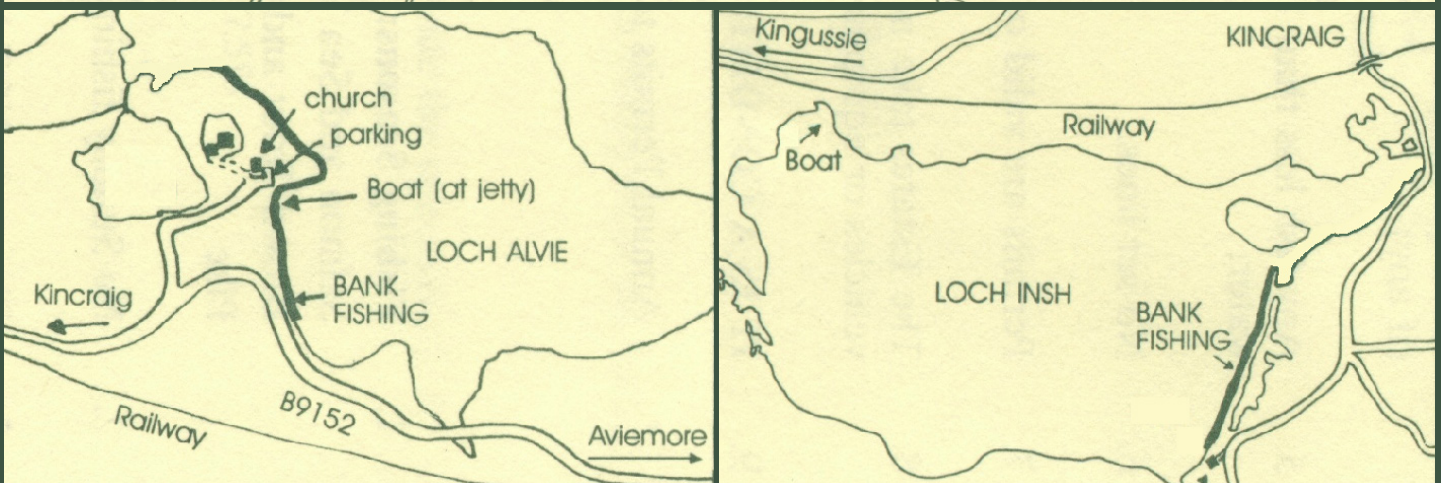 church
parking
Boat (at jetty)
LOCH ALVIE
BANK
FISHING
Kincraig
B9152
Railway
Aviemore
Kingussie
KINCRAIG
Railway
Boat
LOCH INSH
BANK
FISHING